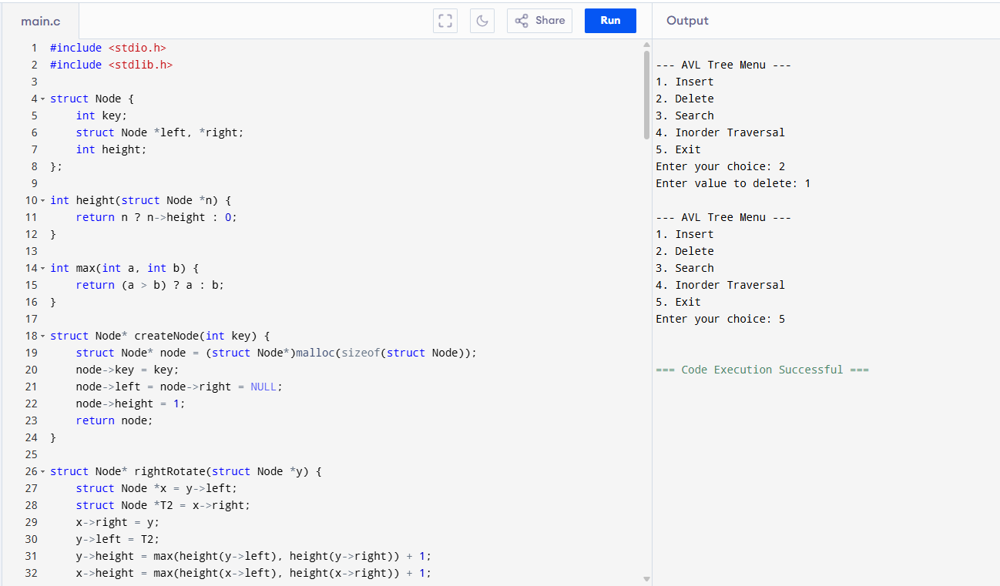 main.c
Share
Run
Output
1 #include <stdio.h>
2 #include <stdlib.h>
3
4 struct Node {
5     int key;
6     struct Node *left, *right;
7     int height;
8 };
9
10 int height(struct Node *n) {
11     return n ? n->height : 0;
12 }
13
14 int max(int a, int b) {
15     return (a > b) ? a : b;
16 }
17
18 struct Node* createNode(int key) {
19     struct Node* node = (struct Node*)malloc(sizeof(struct Node));
20     node->key = key;
21     node->left = node->right = NULL;
22     node->height = 1;
23     return node;
24 }
25
26 struct Node* rightRotate(struct Node *y) {
27     struct Node *x = y->left;
28     struct Node *T2 = x->right;
29     x->right = y;
30     y->left = T2;
31     y->height = max(height(y->left), height(y->right)) + 1;
32     x->height = max(height(x->left), height(x->right)) + 1;
--- AVL Tree Menu ---
1. Insert
2. Delete
3. Search
4. Inorder Traversal
5. Exit
Enter your choice: 2
Enter value to delete: 1
--- AVL Tree Menu ---
1. Insert
2. Delete
3. Search
4. Inorder Traversal
5. Exit
Enter your choice: 5
=== Code Execution Successful ===